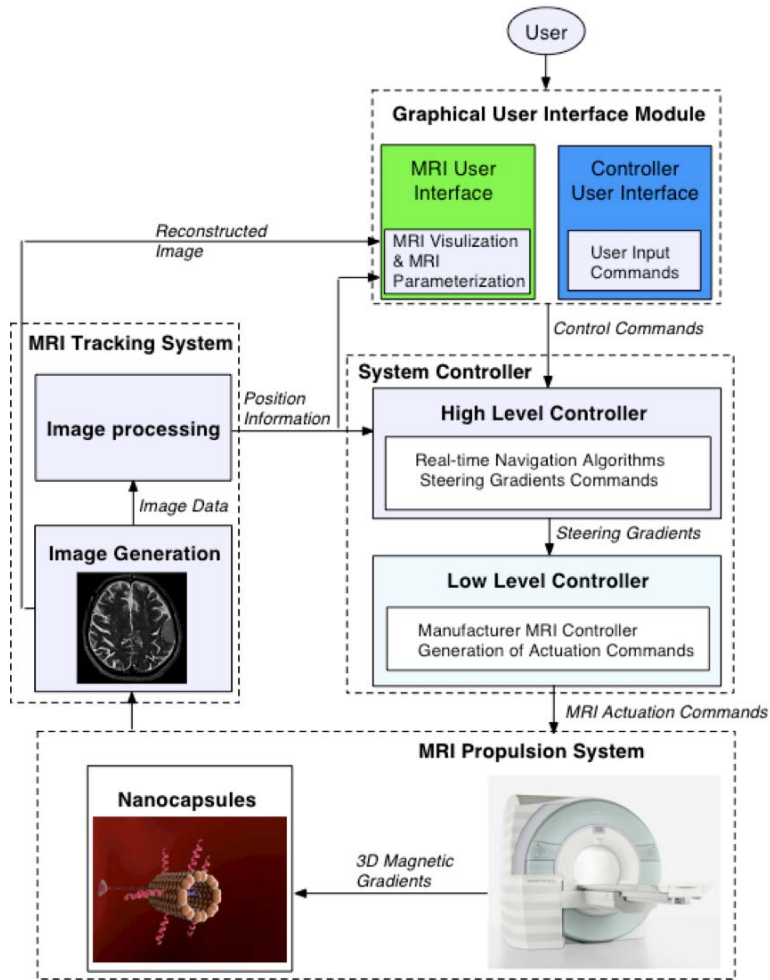 User
Graphical User Interface Module
MRI User
Interface
MRI Visulization
& MRI
Parameterization
Controller
User Interface
User Input
Commands
Reconstructed
Image
Control Commands
MRI Tracking System
Image processing
Position
Information
Image Data
Image Generation
System Controller
High Level Controller
Real-time Navigation Algorithms
Steering Gradients Commands
Steering Gradients
Low Level Controller
Manufacturer MRI Controller
Generation of Actuation Commands
MRI Actuation Commands
MRI Propulsion System
Nanocapsules
3D Magnetic
Gradients